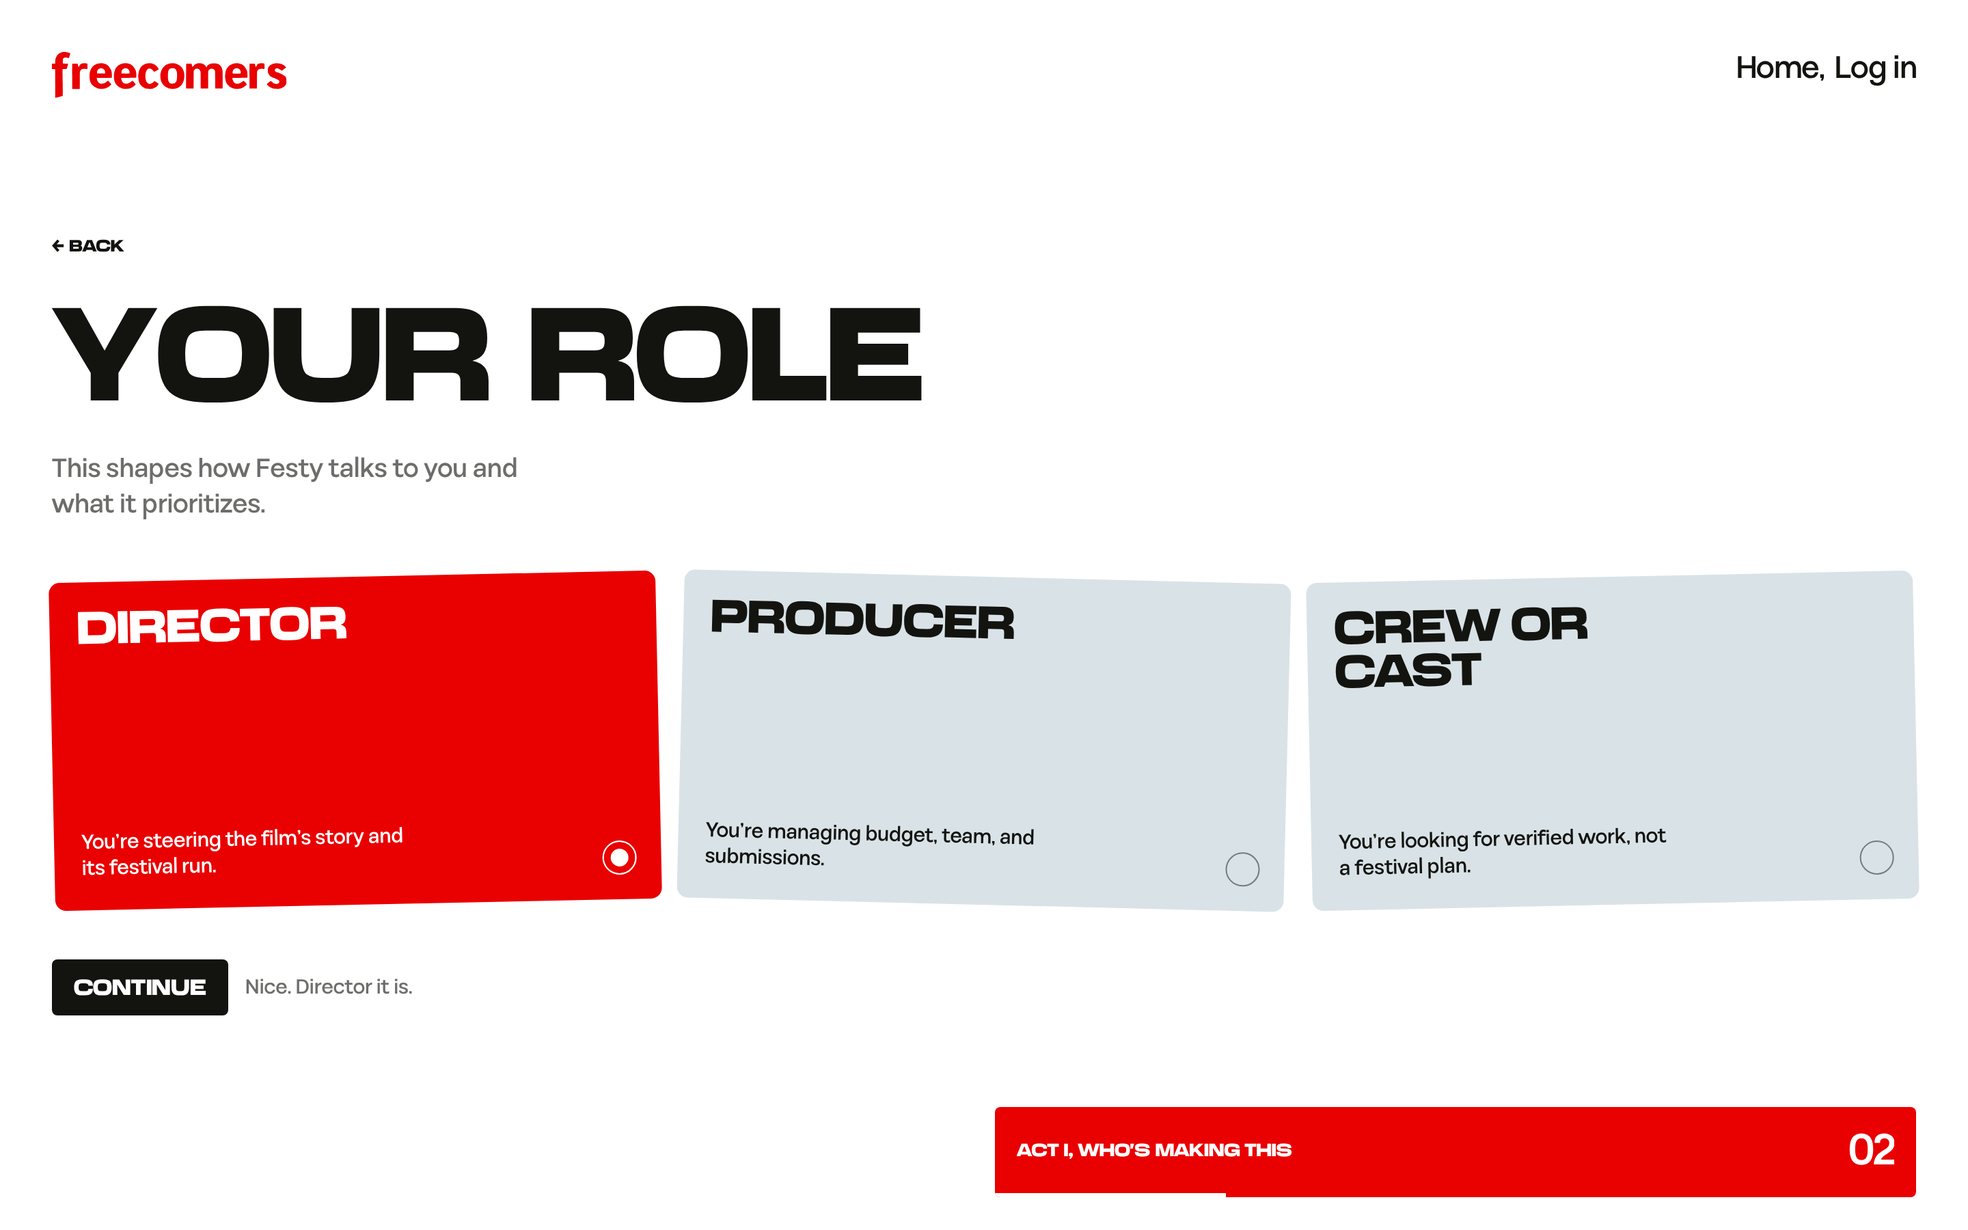 freecomers
Home, Log in
← BACK
YOUR ROLE
This shapes how Festy talks to you and
what it prioritizes.
DIRECTOR
You’re steering the film’s story and
its festival run.
PRODUCER
You’re managing budget, team, and
submissions.
CREW OR
CAST
You’re looking for verified work, not
a festival plan.
CONTINUE
Nice. Director it is.
ACT I, WHO’S MAKING THIS
02